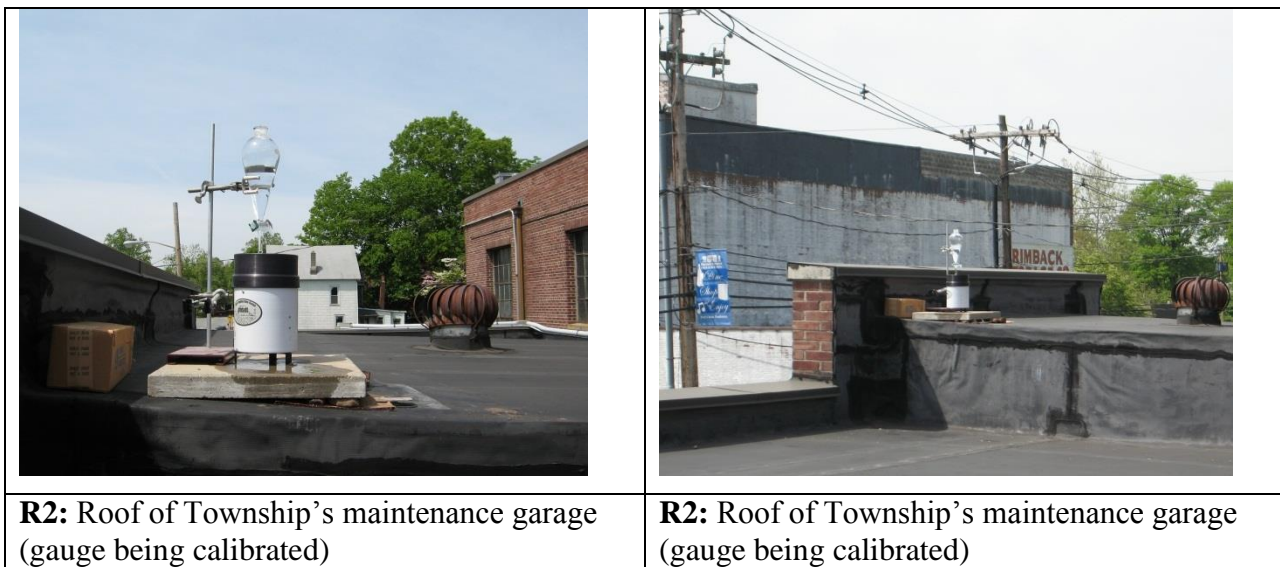 RIMBACK
R2: Roof of Township's maintenance garage
(gauge being calibrated)
R2: Roof of Township's maintenance garage
(gauge being calibrated)